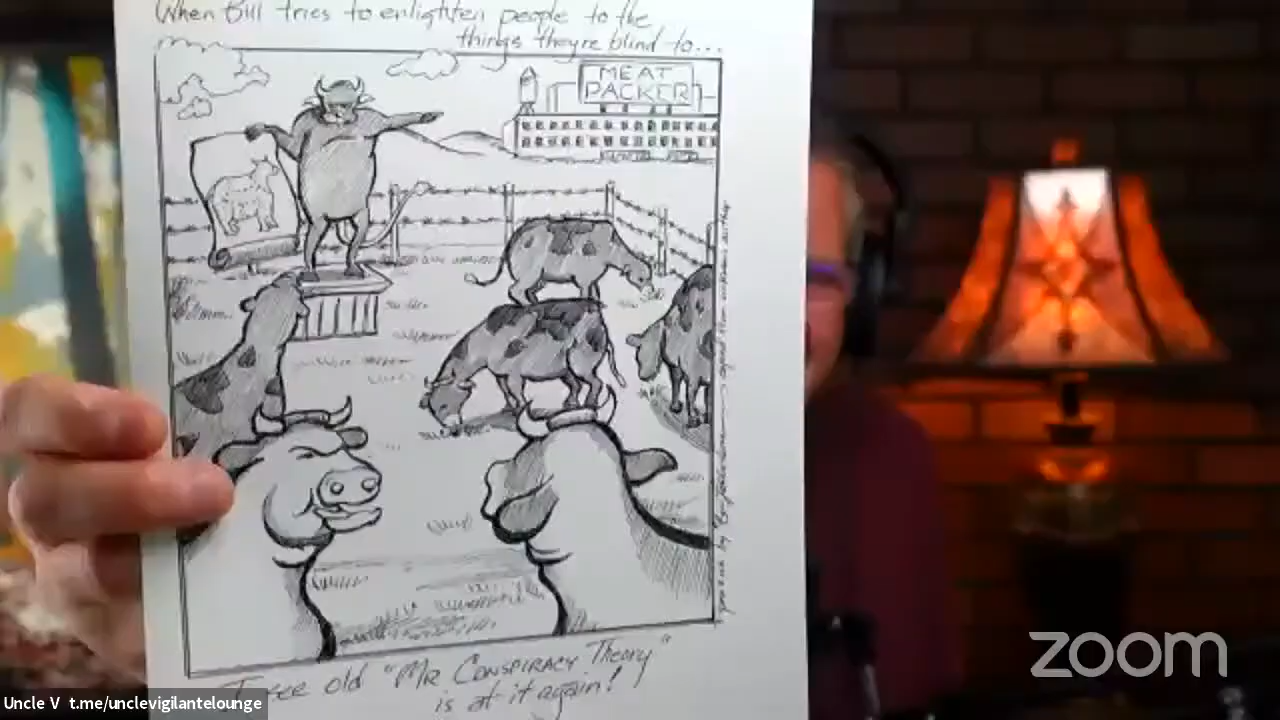 When Bill tries to enlighten people to the
things they're blind to...
MEAT
PACKER
I see old "MR CONSPIRACY THEORY"
is at it again!
zoom
Uncle V t.me/unclevigilantelounge